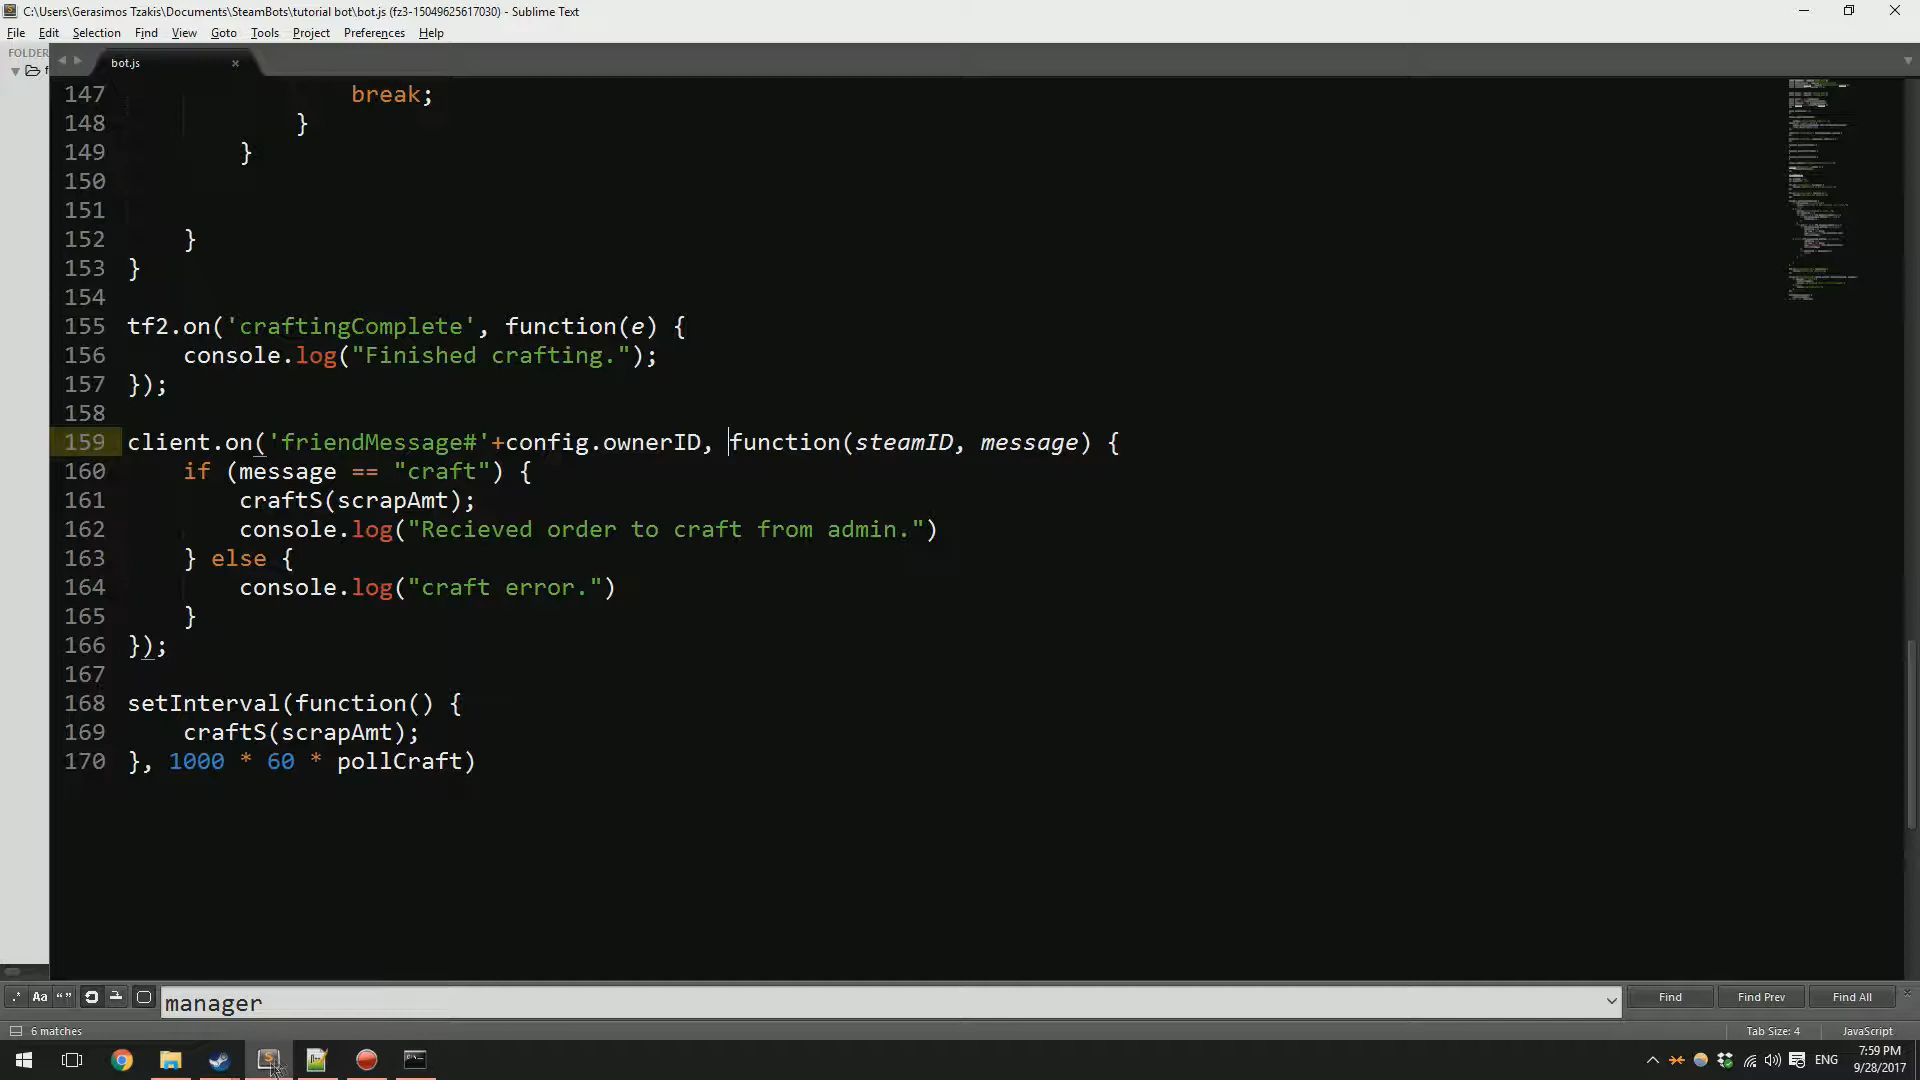 C:\Users\Gerasimos Tzakis\Documents\SteamBots\tutorial bot\bot.js (fz3-15049625617030) - Sublime Text
File Edit Selection Find View Goto Tools Project Preferences Help
FOLDER
f
bot.js
147 break;
148 }
149 }
150
151
152 }
153 }
154
155 tf2.on('craftingComplete', function(e) {
156 console.log("Finished crafting.");
157 });
158
159 client.on('friendMessage#'+config.ownerID, function(steamID, message) {
160 if (message == "craft") {
161 craftS(scrapAmt);
162 console.log("Recieved order to craft from admin.")
163 } else {
164 console.log("craft error.")
165 }
166 });
167
168 setInterval(function() {
169 craftS(scrapAmt);
170 }, 1000 * 60 * pollCraft)
.* Aa “” manager Find Find Prev Find All
6 matches Tab Size: 4 JavaScript
ENG 7:59 PM
9/28/2017